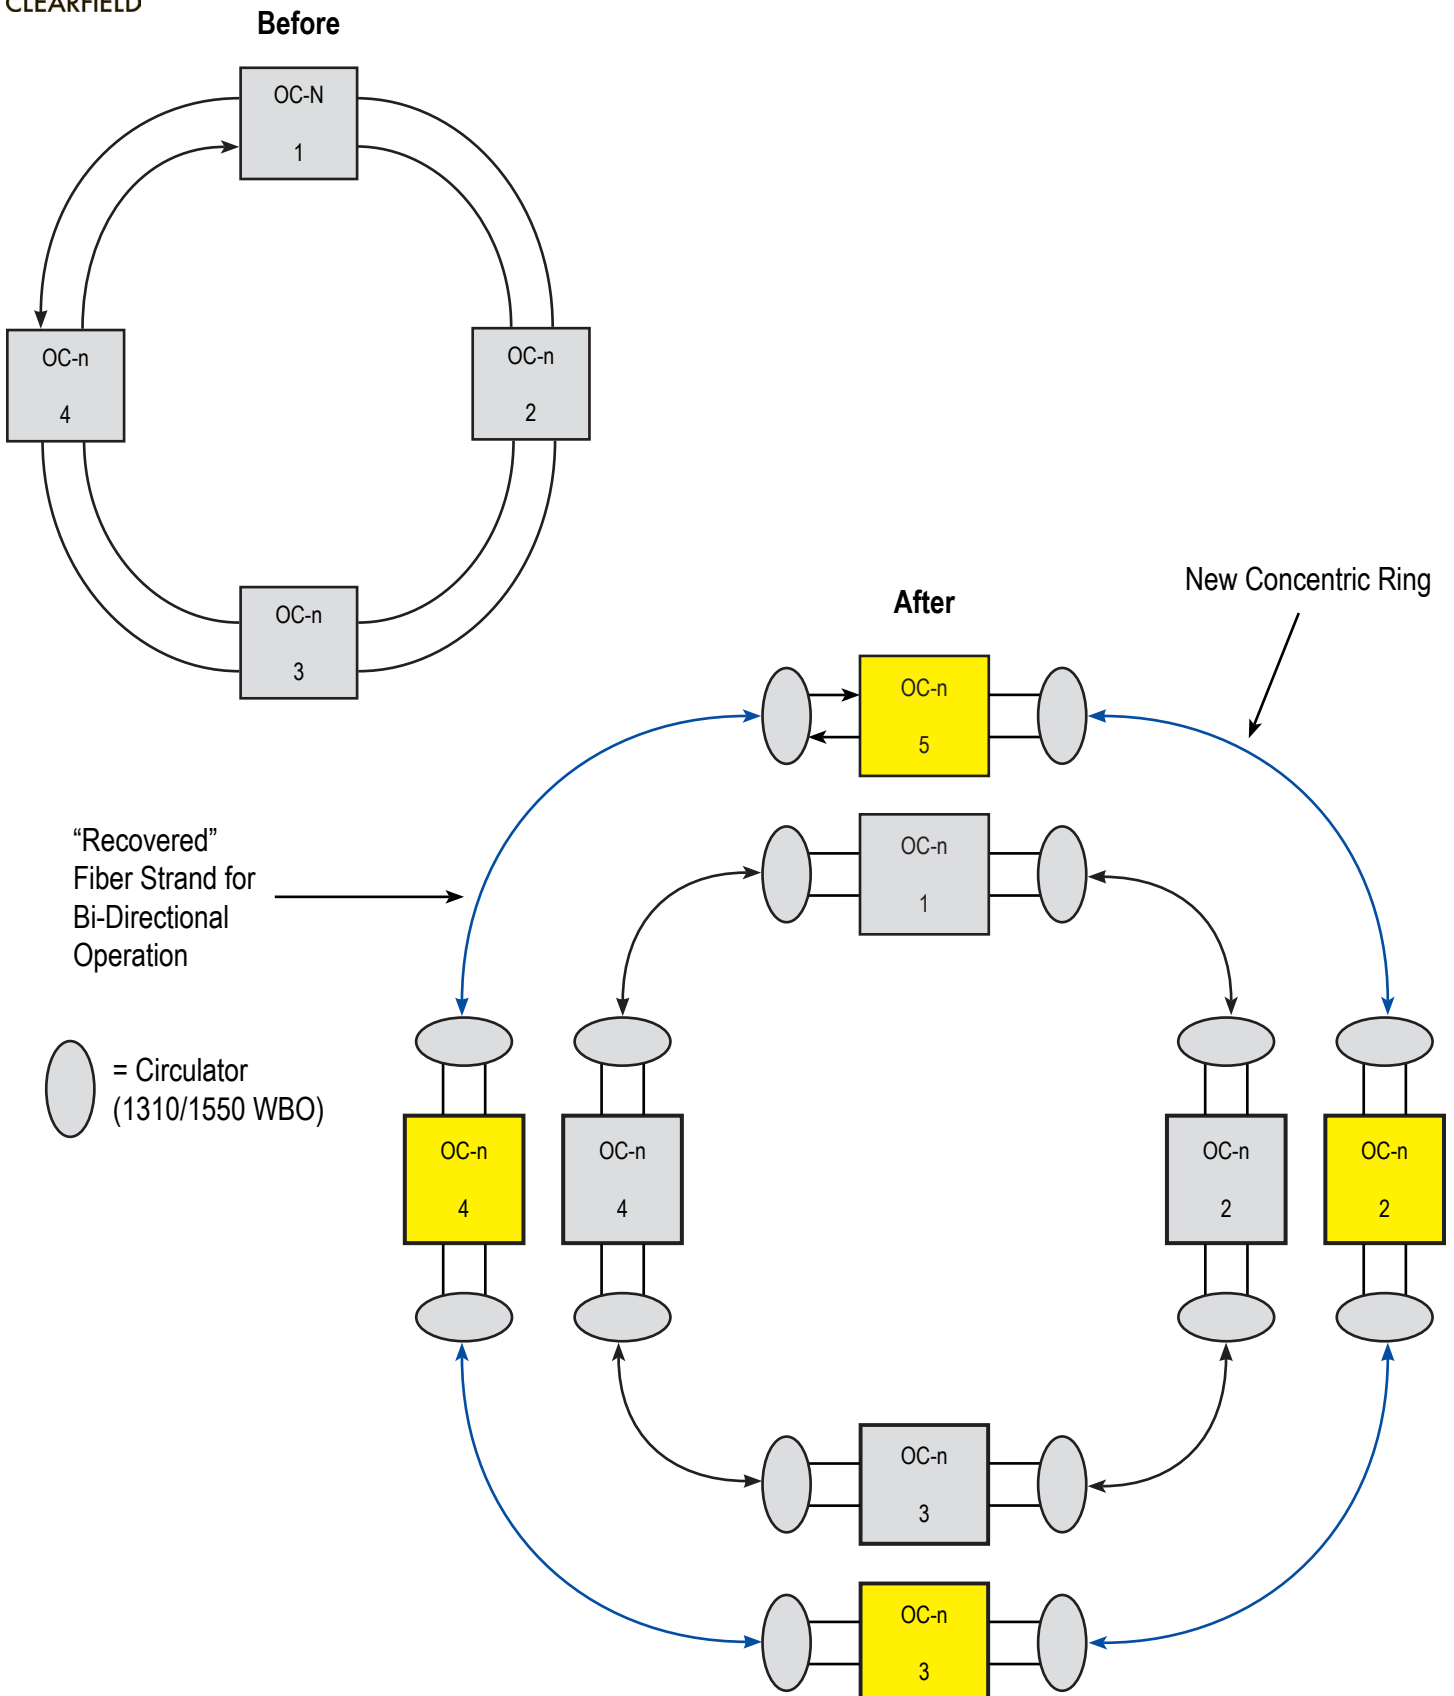 CLEARFIELD
Before
OC-N
1
OC-n
4
OC-n
2
OC-n
3
New Concentric Ring
After
OC-n
5
“Recovered”
Fiber Strand for
Bi-Directional
Operation
OC-n
1
= Circulator
(1310/1550 WBO)
OC-n
4
OC-n
4
OC-n
2
OC-n
2
OC-n
3
OC-n
3